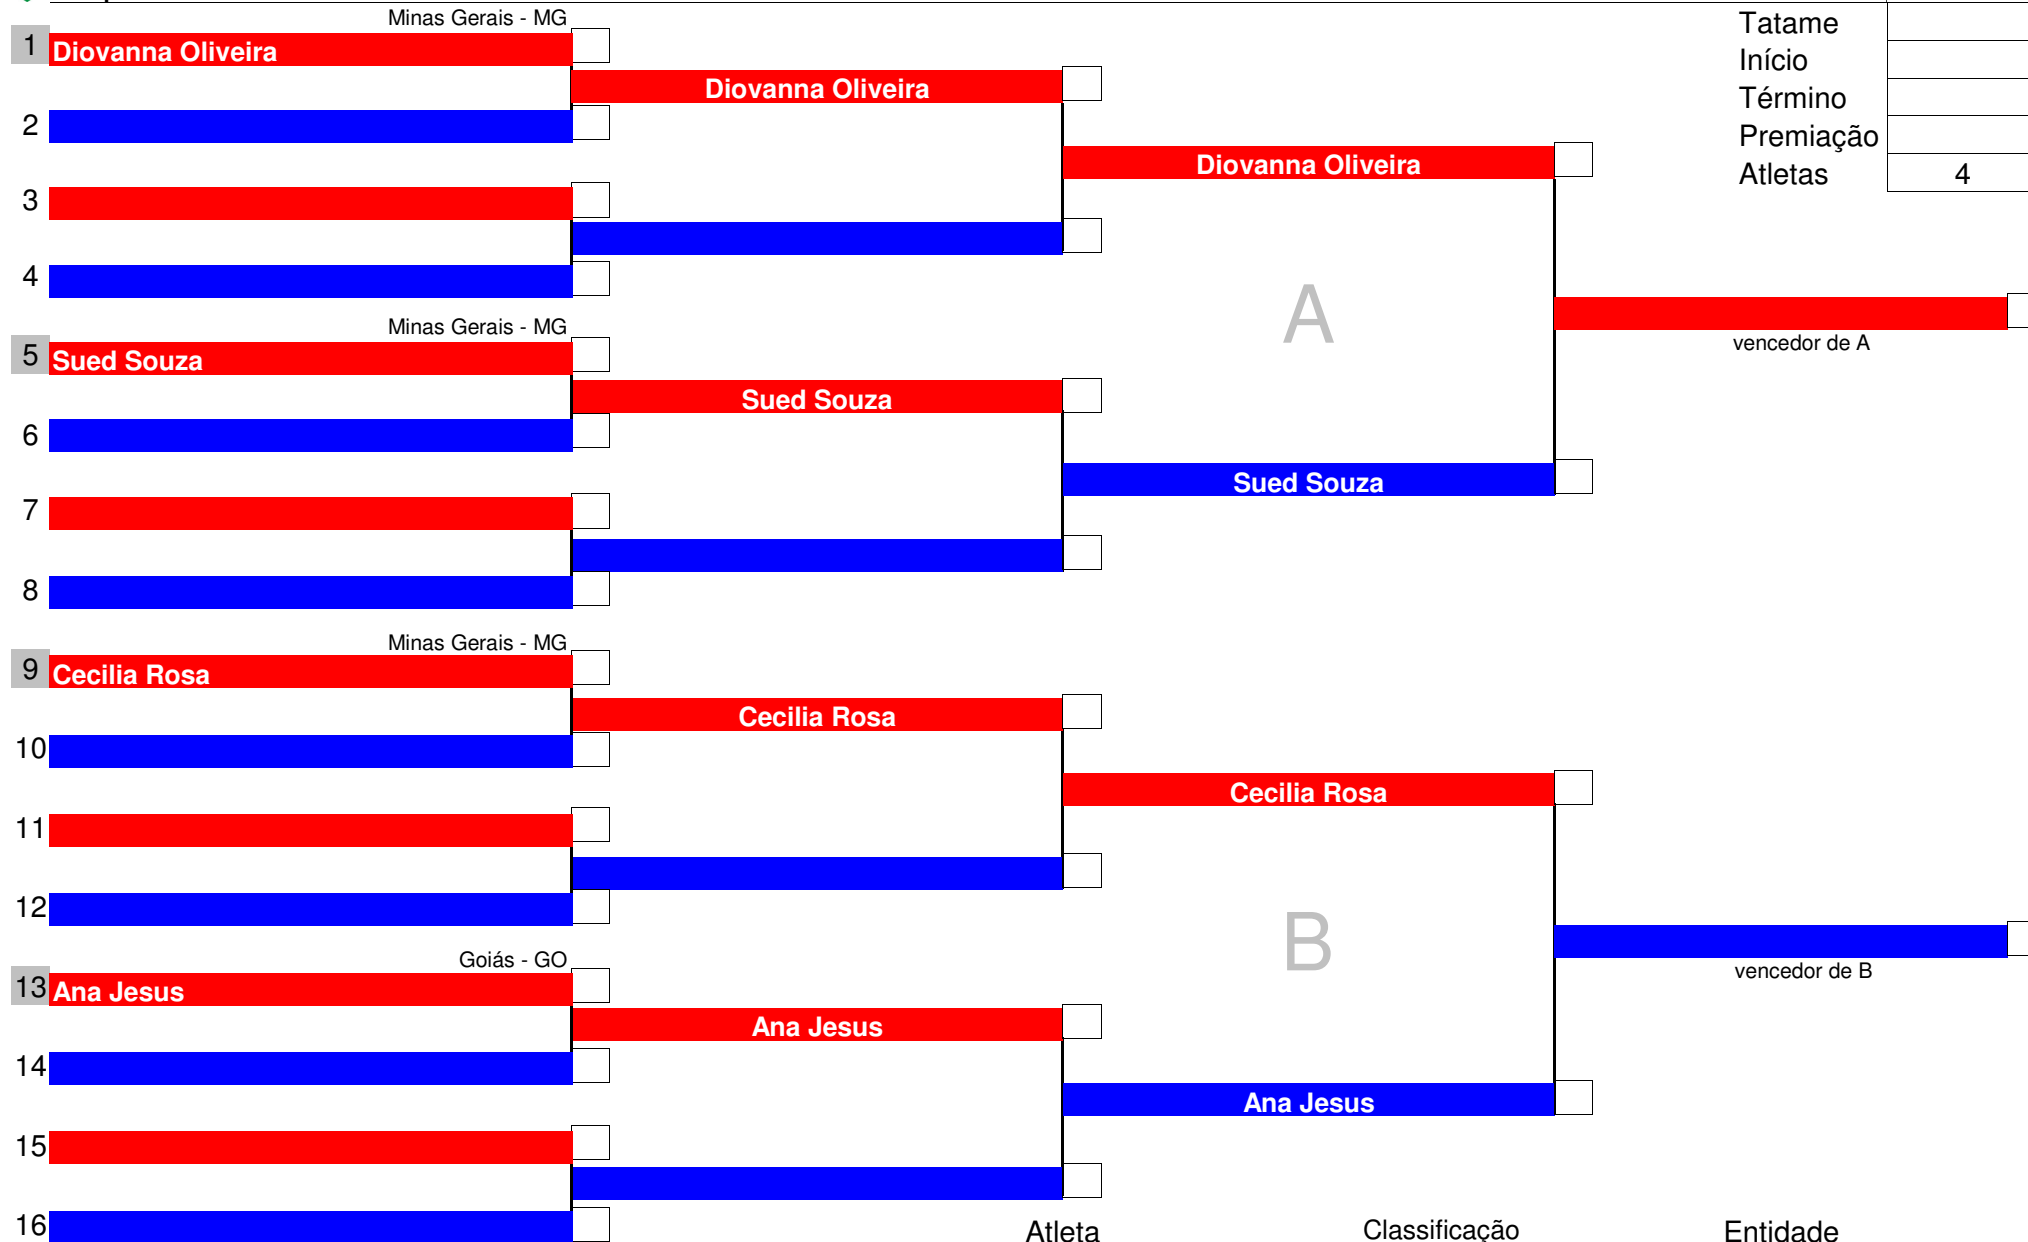 Minas Gerais - MG
1 Diovanna Oliveira
Diovanna Oliveira
2
Diovanna Oliveira
3
4
Tatame
Início
Término
Premiação
Atletas 4
A
vencedor de A
Minas Gerais - MG
5 Sued Souza
Sued Souza
6
Sued Souza
7
8
Minas Gerais - MG
9 Cecilia Rosa
Cecilia Rosa
10
Cecilia Rosa
11
12
B
vencedor de B
Goiás - GO
13 Ana Jesus
Ana Jesus
14
Ana Jesus
15
16
Atleta Classificação Entidade